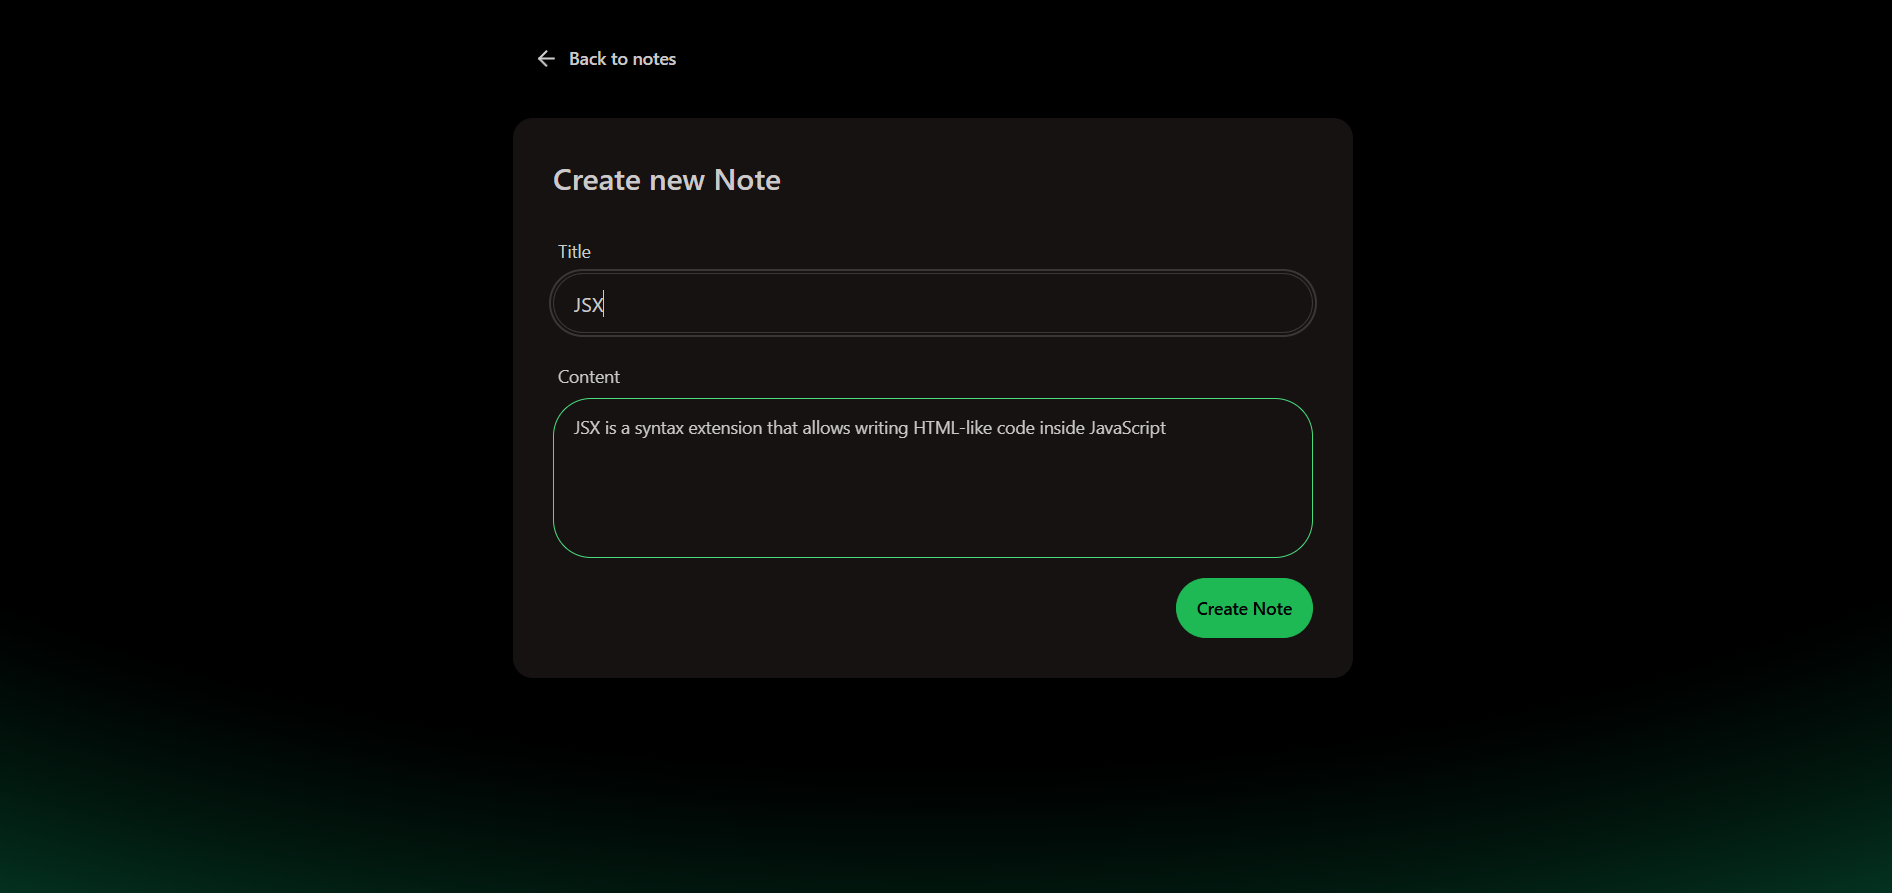 Back to notes
Create new Note
Title
JSX
Content
JSX is a syntax extension that allows writing HTML-like code inside JavaScript
Create Note